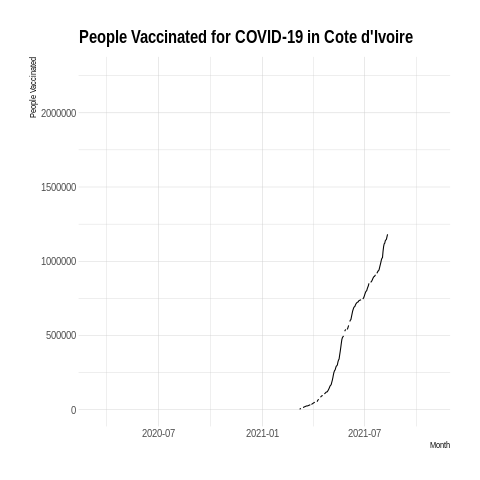 People Vaccinated for COVID-19 in Cote d'Ivoire
People Vaccinated
2000000
1500000
1000000
500000
0
2020-07 2021-01 2021-07
Month